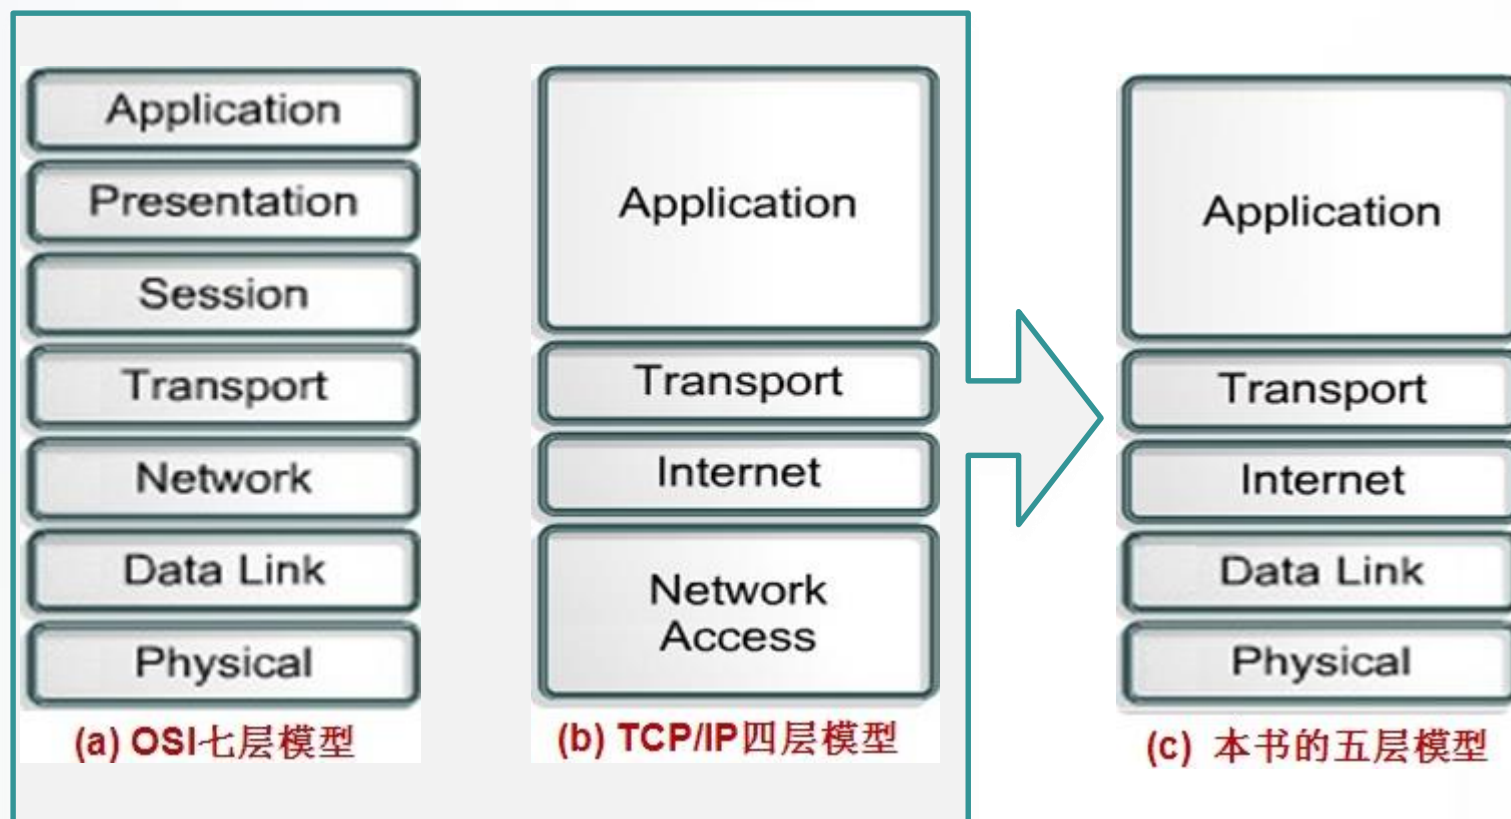 Application
Presentation
Session
Transport
Network
Data Link
Physical
(a) OSI七层模型
Application
Transport
Internet
Network
Access
(b) TCP/IP四层模型
Application
Transport
Internet
Data Link
Physical
(c) 本书的五层模型